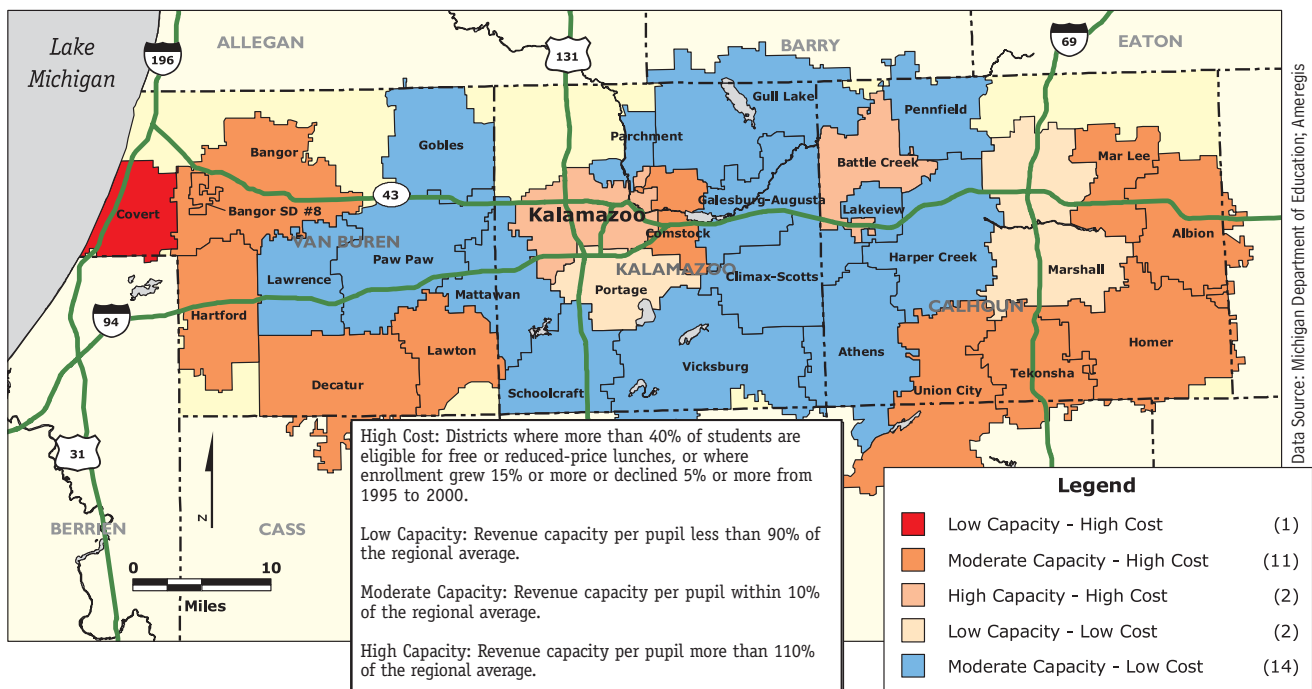 Lake
Michigan
196
ALLEGAN
131
BARRY
69
EATON
Gull Lake
Pennfield
Parchment
Gobles
Bangor
Battle Creek
Mar Lee
43
Galesburg-Augusta
Covert
Bangor SD #8
Kalamazoo
Lakeview
Comstock
Albion
VAN BUREN
Paw Paw
KALAMAZOO
Harper Creek
Marshall
Lawrence
Climax-Scotts
Portage
Mattawan
CALHOUN
94
Hartford
Lawton
Homer
Athens
Vicksburg
Tekonsha
Decatur
Schoolcraft
Union City
31
N
BERRIEN
CASS
0
10
Miles
High Cost: Districts where more than 40% of students are
eligible for free or reduced-price lunches, or where
enrollment grew 15% or more or declined 5% or more from
1995 to 2000.
Low Capacity: Revenue capacity per pupil less than 90% of
the regional average.
Moderate Capacity: Revenue capacity per pupil within 10%
of the regional average.
High Capacity: Revenue capacity per pupil more than 110%
of the regional average.
Legend
Low Capacity - High Cost (1)
Moderate Capacity - High Cost (11)
High Capacity - High Cost (2)
Low Capacity - Low Cost (2)
Moderate Capacity - Low Cost (14)
Data Source: Michigan Department of Education; Ameregis